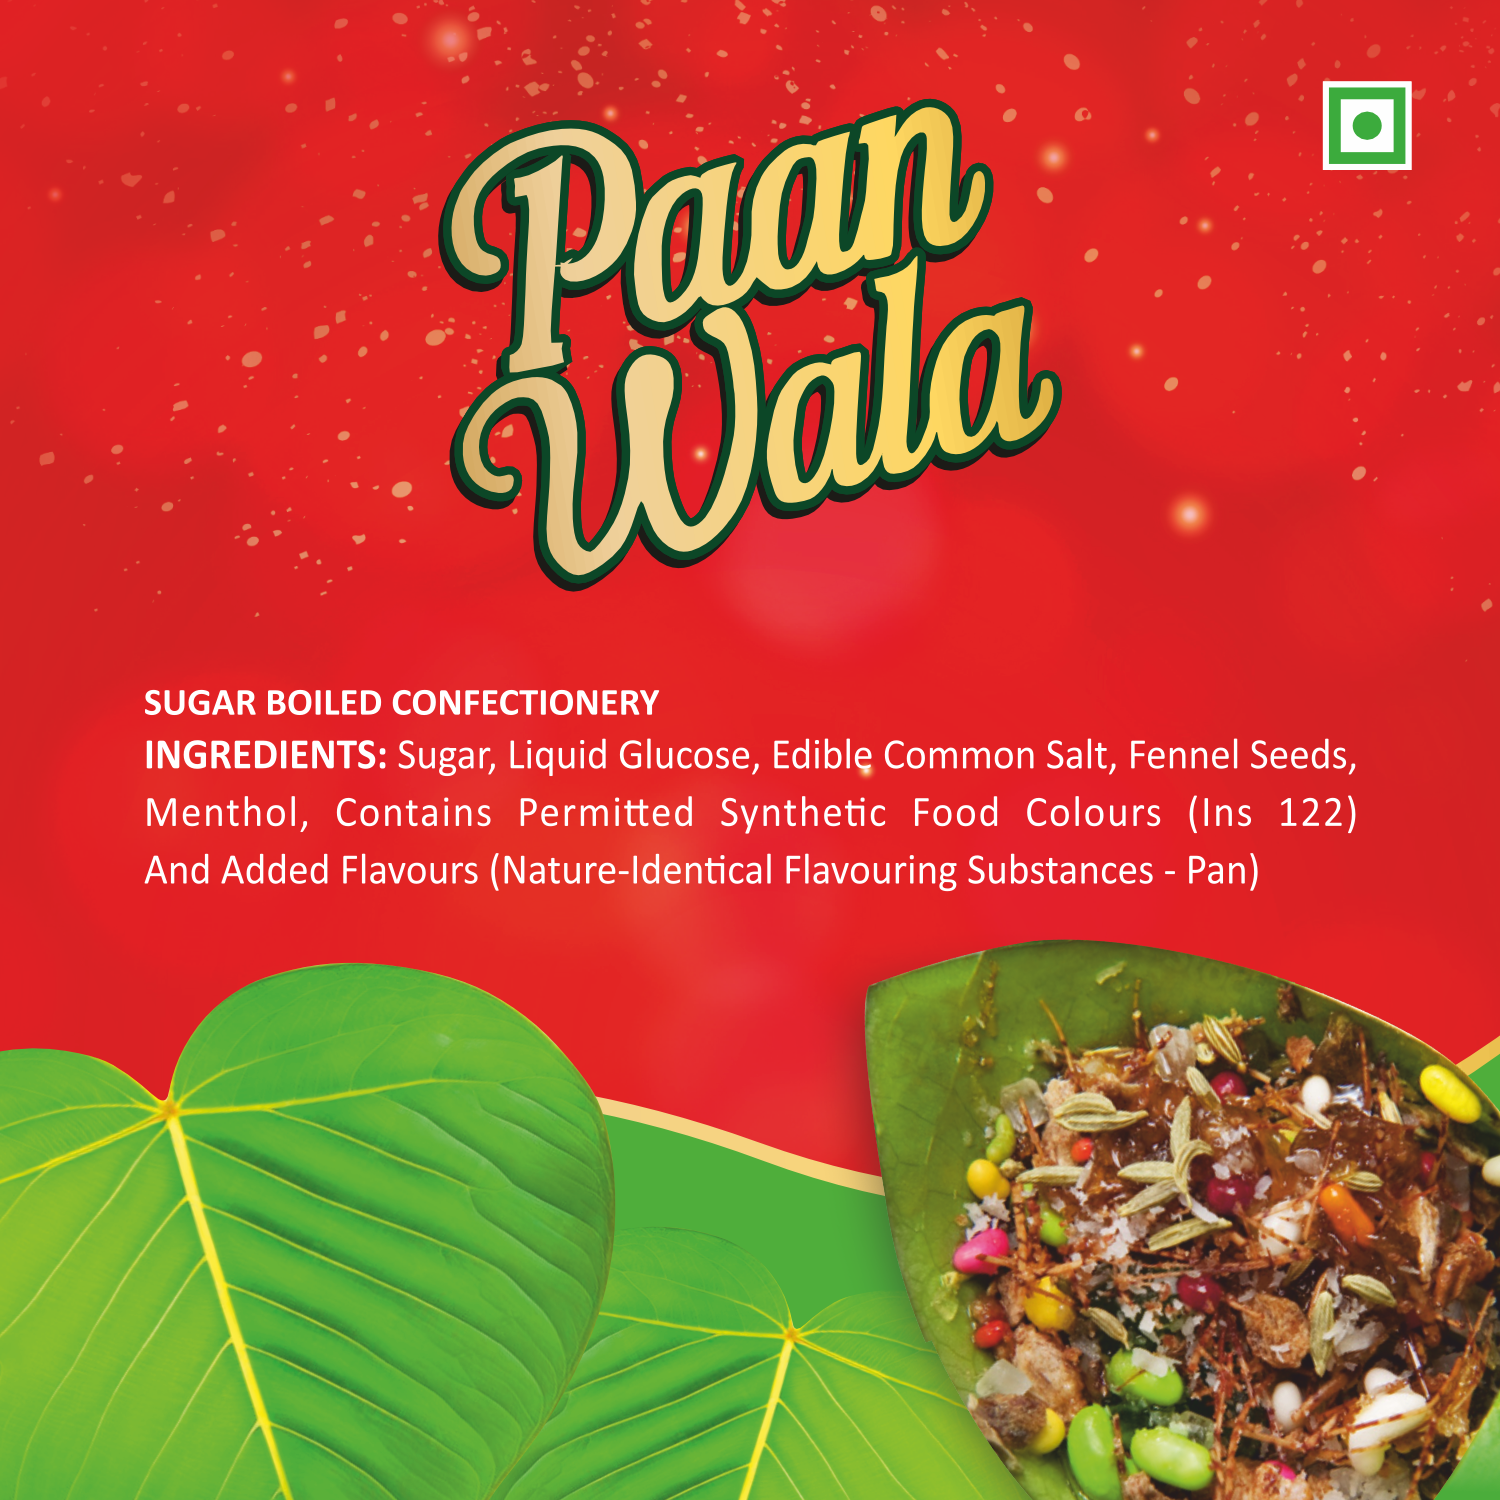 Paan
Wala
SUGAR BOILED CONFECTIONERY
INGREDIENTS: Sugar, Liquid Glucose, Edible Common Salt, Fennel Seeds,
Menthol, Contains Permitted Synthetic Food Colours (Ins 122)
And Added Flavours (Nature-Identical Flavouring Substances - Pan)